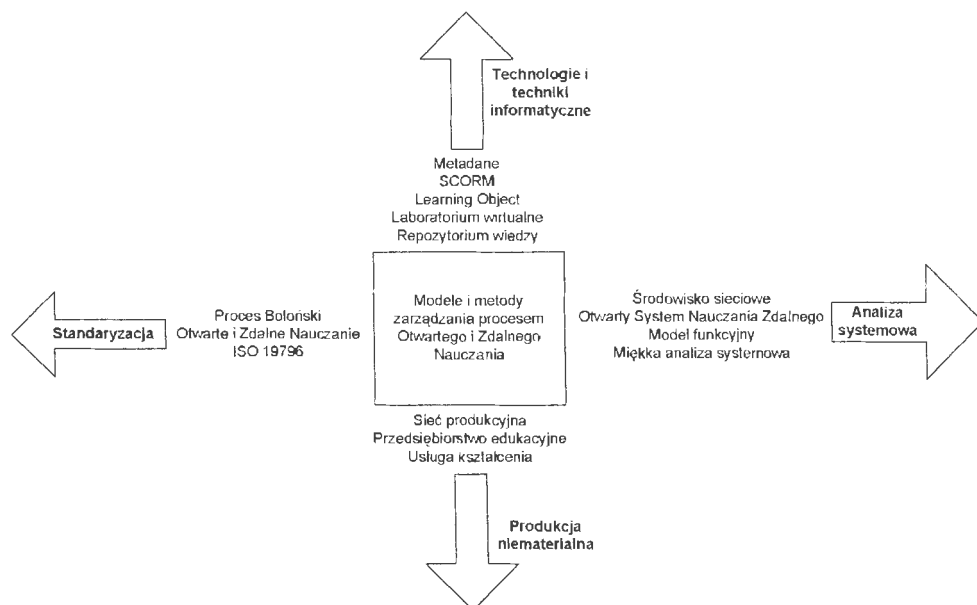 Technologie i
techniki
informatyczne
Metadane
SCORM
Learning Object
Laboratorium wirtualne
Repozytorium wiedzy
Standaryzacja
Proces Boloński
Otwarte i Zdalne Nauczanie
ISO 19796
Modele i metody
zarządzania procesem
Otwartego i Zdalnego
Nauczania
Środowisko sieciowe
Otwarty System Nauczania Zdalnego
Model funkcyjny
Miękka analiza systemowa
Analiza
systemowa
Sieć produkcyjna
Przedsiębiorstwo edukacyjne
Usługa kształcenia
Produkcja
niematerialna